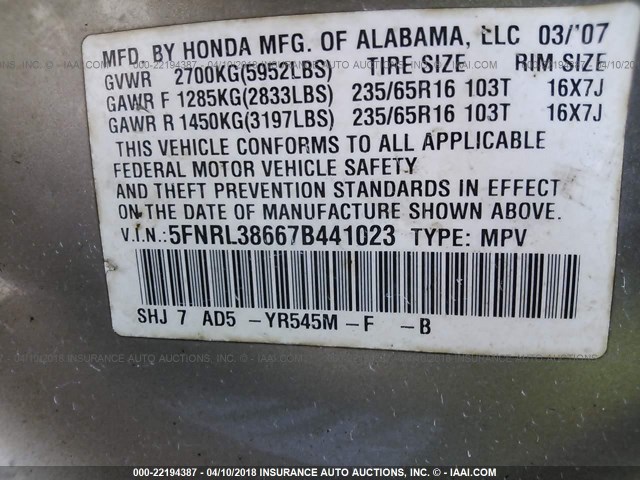 MFD. BY HONDA MFG. OF ALABAMA, LLC 03/'07
GVWR 2700KG(5952LBS) TIRE SIZE RIM SIZE
GAWR F 1285KG(2833LBS) 235/65R16 103T 16X7J
GAWR R 1450KG(3197LBS) 235/65R16 103T 16X7J
THIS VEHICLE CONFORMS TO ALL APPLICABLE
FEDERAL MOTOR VEHICLE SAFETY
AND THEFT PREVENTION STANDARDS IN EFFECT
ON THE DATE OF MANUFACTURE SHOWN ABOVE.
V.I.N.:5FNRL38667B441023 TYPE: MPV
SHJ 7 AD5 -YR545M-F -B
000-22194387 - 04/10/2018 INSURANCE AUTO AUCTIONS, INC. - © IAAI.COM